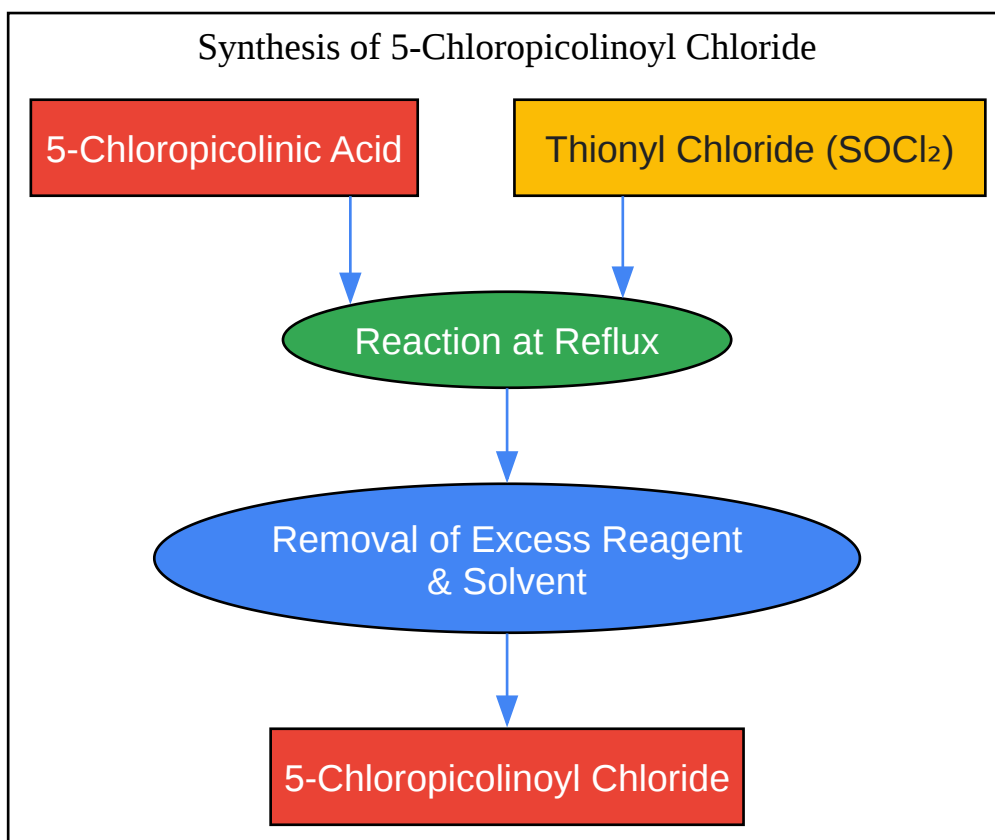 Synthesis of 5-Chloropicolinoyl Chloride
5-Chloropicolinic Acid
Thionyl Chloride (SOCl₂)
Reaction at Reflux
Removal of Excess Reagent
& Solvent
5-Chloropicolinoyl Chloride